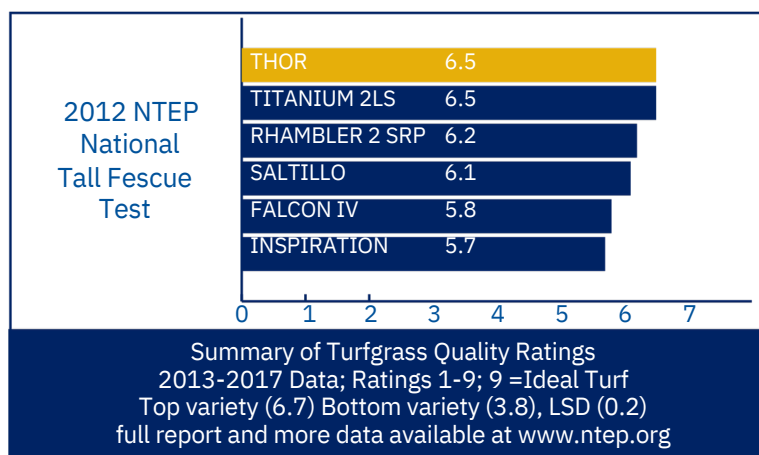 2012 NTEP
National
Tall Fescue
Test
THOR 6.5
TITANIUM 2LS 6.5
RHAMBLER 2 SRP 6.2
SALTILLO 6.1
FALCON IV 5.8
INSPIRATION 5.7
0 1 2 3 4 5 6 7
Summary of Turfgrass Quality Ratings
2013-2017 Data; Ratings 1-9; 9 =Ideal Turf
Top variety (6.7) Bottom variety (3.8), LSD (0.2)
full report and more data available at www.ntep.org